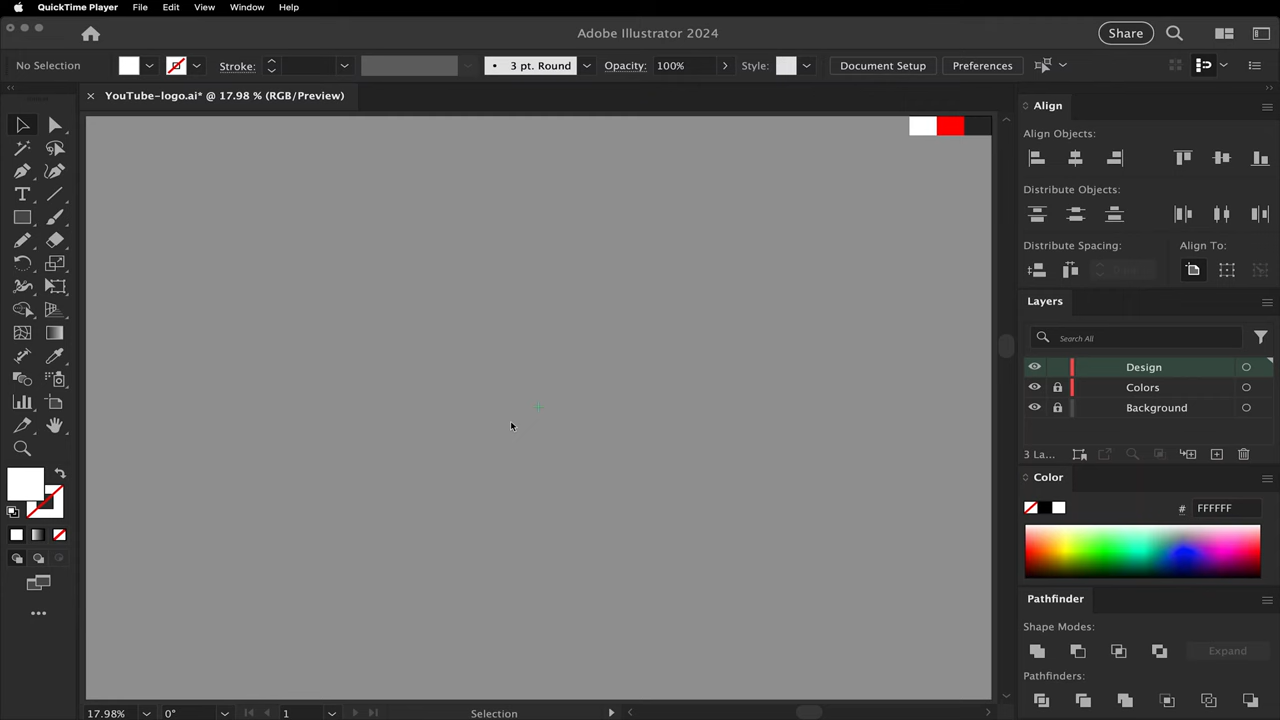 QuickTime Player File Edit View Window Help
Adobe Illustrator 2024
Share
No Selection
Stroke:
3 pt. Round
Opacity: 100%
Style:
Document Setup
Preferences
YouTube-logo.ai* @ 17.98 % (RGB/Preview)
Align
Align Objects:
Distribute Objects:
Distribute Spacing:
Align To:
Layers
Search All
Design
Colors
Background
3 La...
Color
# FFFFFF
Pathfinder
Shape Modes:
Expand
Pathfinders:
17.98%
0°
1
Selection